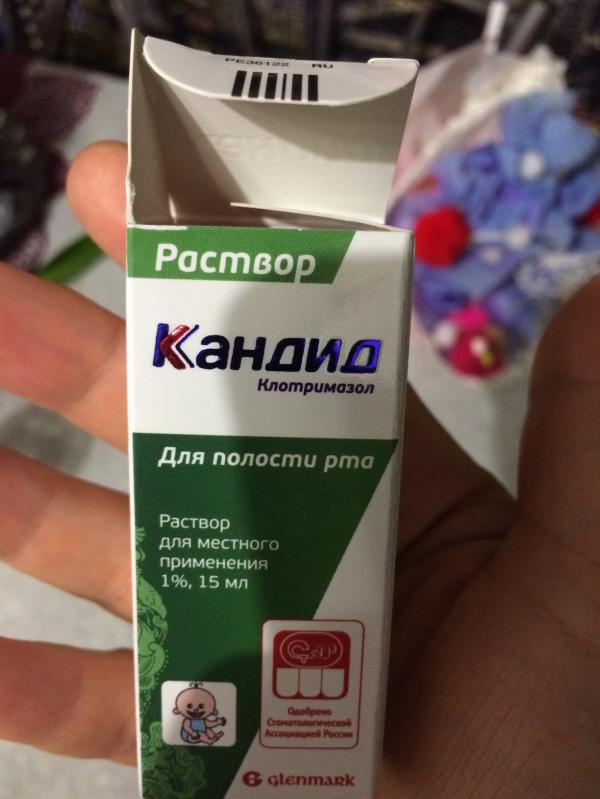 РЕ36122 RU
Раствор
Кандид
Клотримазол
Для полости рта
Раствор
для местного
применения
1%, 15 мл
Одобрено
Стоматологической
Ассоциацией России
glenmark